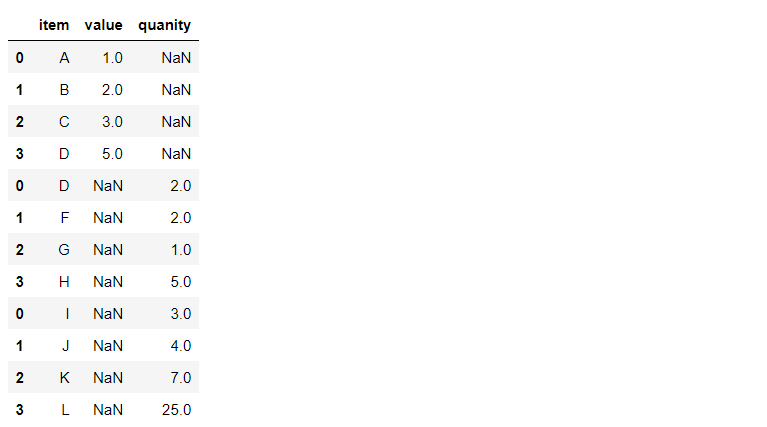 item value quanity
0 A 1.0 NaN
1 B 2.0 NaN
2 C 3.0 NaN
3 D 5.0 NaN
0 D NaN 2.0
1 F NaN 2.0
2 G NaN 1.0
3 H NaN 5.0
0 I NaN 3.0
1 J NaN 4.0
2 K NaN 7.0
3 L NaN 25.0